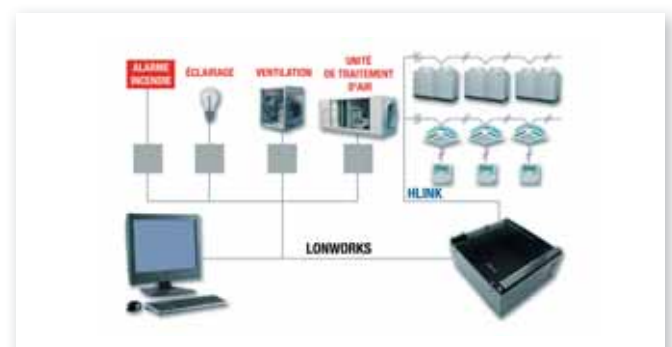 ALARME
INCENDIE
ÉCLAIRAGE
VENTILATION
UNITÉ
DE TRAITEMENT
D'AIR
HLINK
LONWORKS